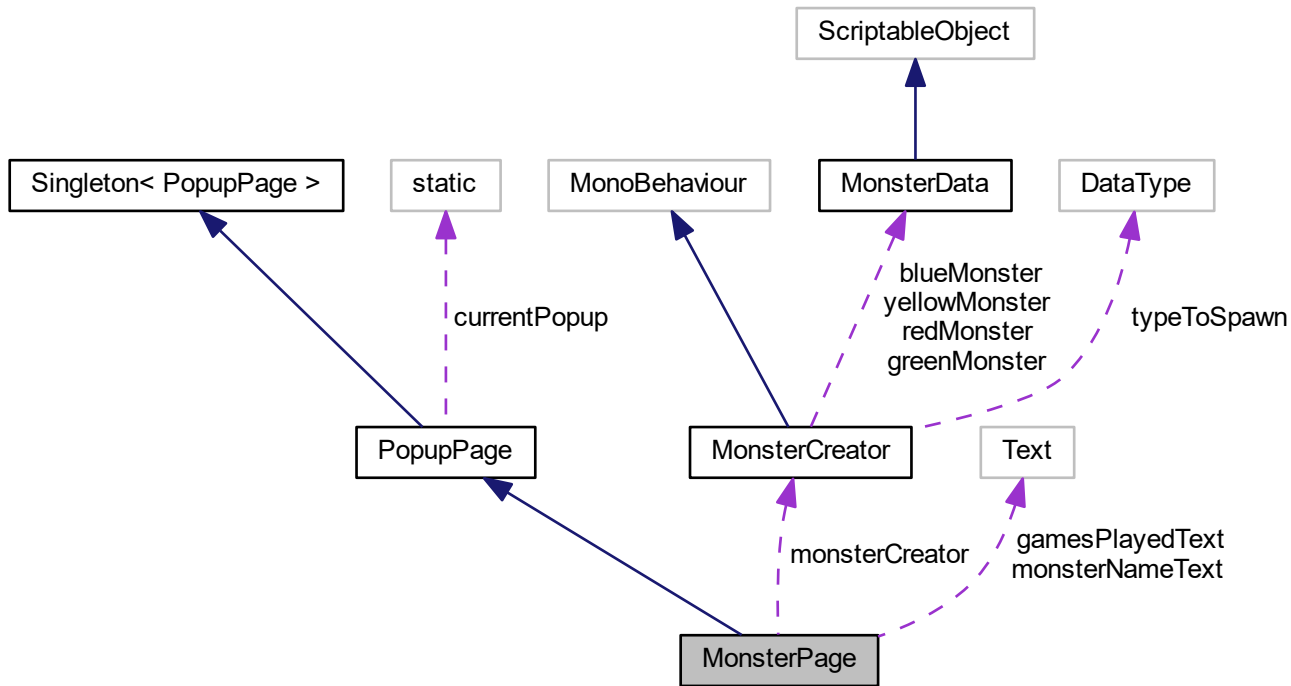 ScriptableObject
Singleton< PopupPage >
static
MonoBehaviour
MonsterData
DataType
blueMonster
yellowMonster
redMonster
greenMonster
currentPopup
typeToSpawn
PopupPage
MonsterCreator
Text
monsterCreator
gamesPlayedText
monsterNameText
MonsterPage